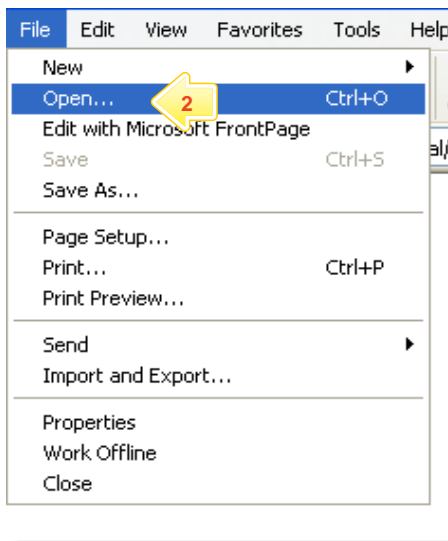 File Edit View Favorites Tools Help
New
Open... 2 Ctrl+O
Edit with Microsoft FrontPage
Save Ctrl+S
al/
Save As...
Page Setup...
Print... Ctrl+P
Print Preview...
Send
Import and Export...
Properties
Work Offline
Close